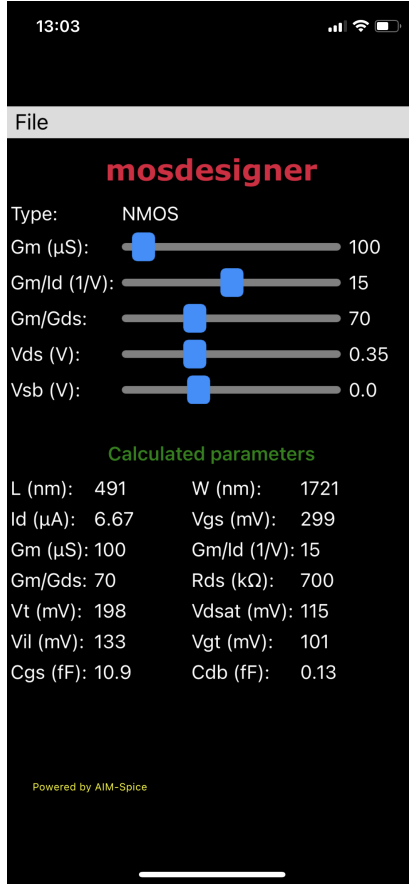 13:03
File
mosdesigner
Type: NMOS
Gm (µS): 100
Gm/Id (1/V): 15
Gm/Gds: 70
Vds (V): 0.35
Vsb (V): 0.0
Calculated parameters
L (nm): 491 W (nm): 1721
Id (µA): 6.67 Vgs (mV): 299
Gm (µS): 100 Gm/Id (1/V): 15
Gm/Gds: 70 Rds (kΩ): 700
Vt (mV): 198 Vdsat (mV): 115
Vil (mV): 133 Vgt (mV): 101
Cgs (fF): 10.9 Cdb (fF): 0.13
Powered by AIM-Spice